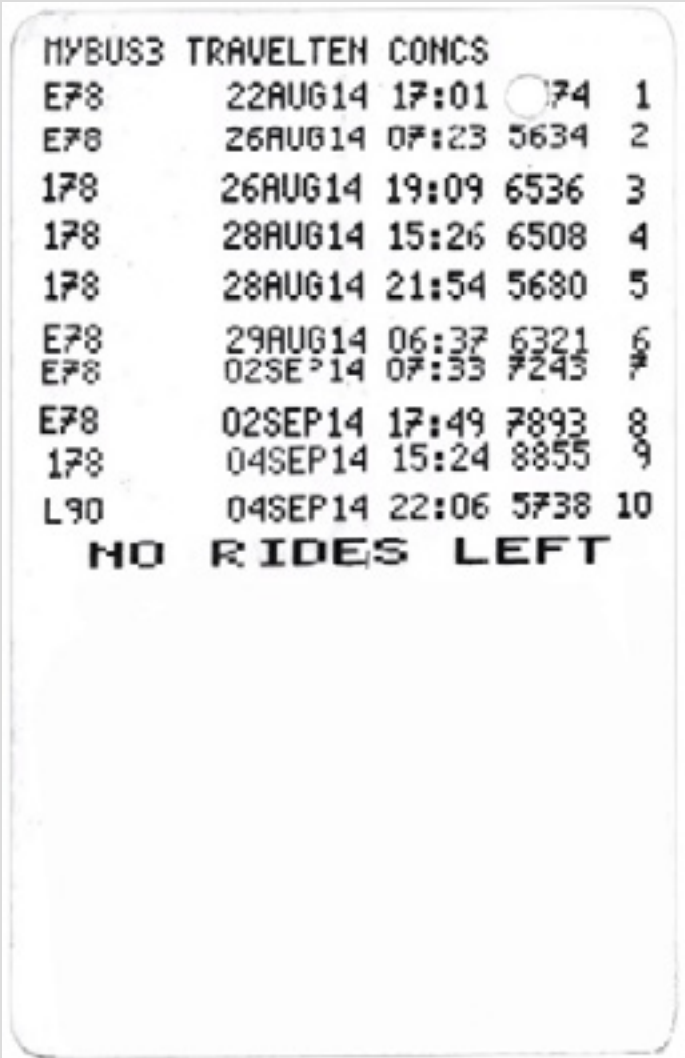 MYBUS3 TRAVELTEN CONCS
E78 22AUG14 17:01 1
E78 26AUG14 07:23 5634 2
178 26AUG14 19:09 6536 3
178 28AUG14 15:26 6508 4
178 28AUG14 21:54 5680 5
E78 29AUG14 06:37 6321 6
E78 02SEP14 07:33 7243 7
E78 02SEP14 17:49 7893 8
178 04SEP14 15:24 8855 9
L90 04SEP14 22:06 5738 10
NO RIDES LEFT